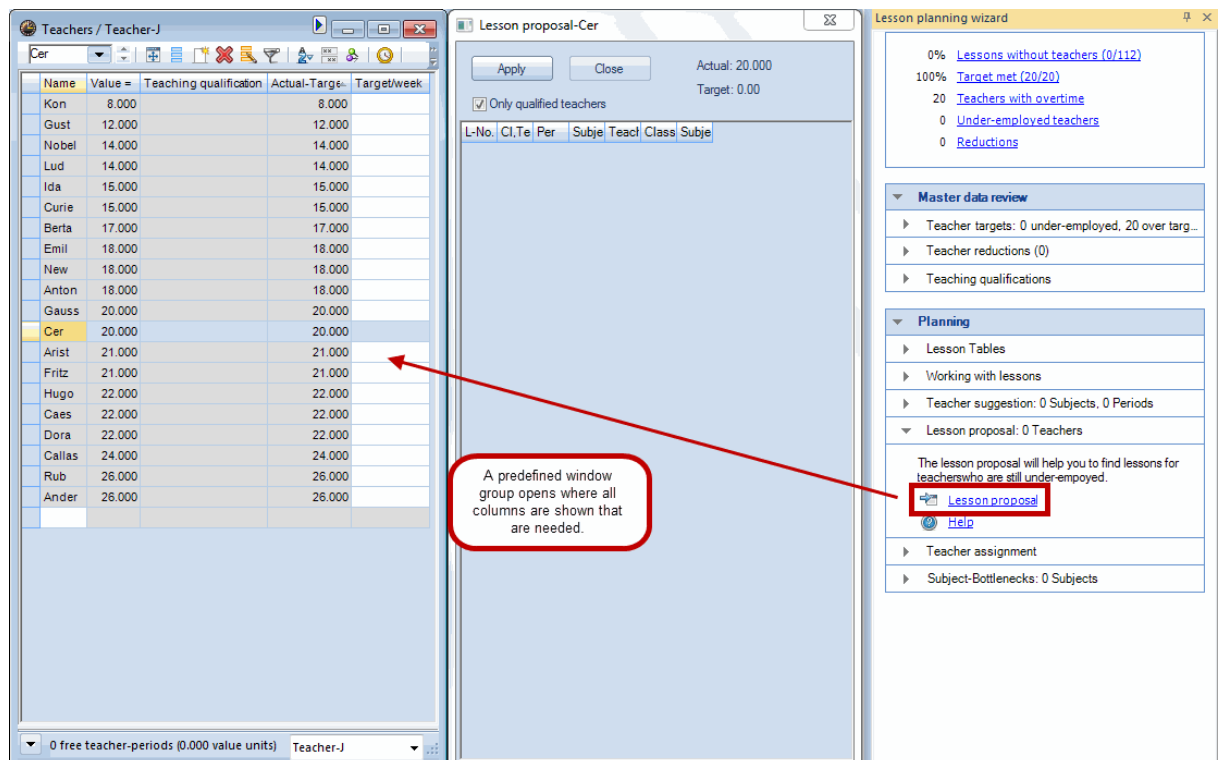 Teachers / Teacher-J
Cer
Name Value = Teaching qualification Actual-Targe Target/week
Kon 8.000 8.000
Gust 12.000 12.000
Nobel 14.000 14.000
Lud 14.000 14.000
Ida 15.000 15.000
Curie 15.000 15.000
Berta 17.000 17.000
Emil 18.000 18.000
New 18.000 18.000
Anton 18.000 18.000
Gauss 20.000 20.000
Cer 20.000 20.000
Arist 21.000 21.000
Fritz 21.000 21.000
Hugo 22.000 22.000
Caes 22.000 22.000
Dora 22.000 22.000
Callas 24.000 24.000
Rub 26.000 26.000
Ander 26.000 26.000
0 free teacher-periods (0.000 value units) Teacher-J
Lesson proposal-Cer
Apply Close Actual: 20.000
Target: 0.00
Only qualified teachers
L-No. Cl,Te Per Subje Teach Class Subje
A predefined window
group opens where all
columns are shown that
are needed.
Lesson planning wizard
0% Lessons without teachers (0/112)
100% Target met (20/20)
20 Teachers with overtime
0 Under-employed teachers
0 Reductions
Master data review
Teacher targets: 0 under-employed, 20 over targ...
Teacher reductions (0)
Teaching qualifications
Planning
Lesson Tables
Working with lessons
Teacher suggestion: 0 Subjects, 0 Periods
Lesson proposal: 0 Teachers
The lesson proposal will help you to find lessons for
teacherswho are still under-empoyed.
Lesson proposal
Help
Teacher assignment
Subject-Bottlenecks: 0 Subjects